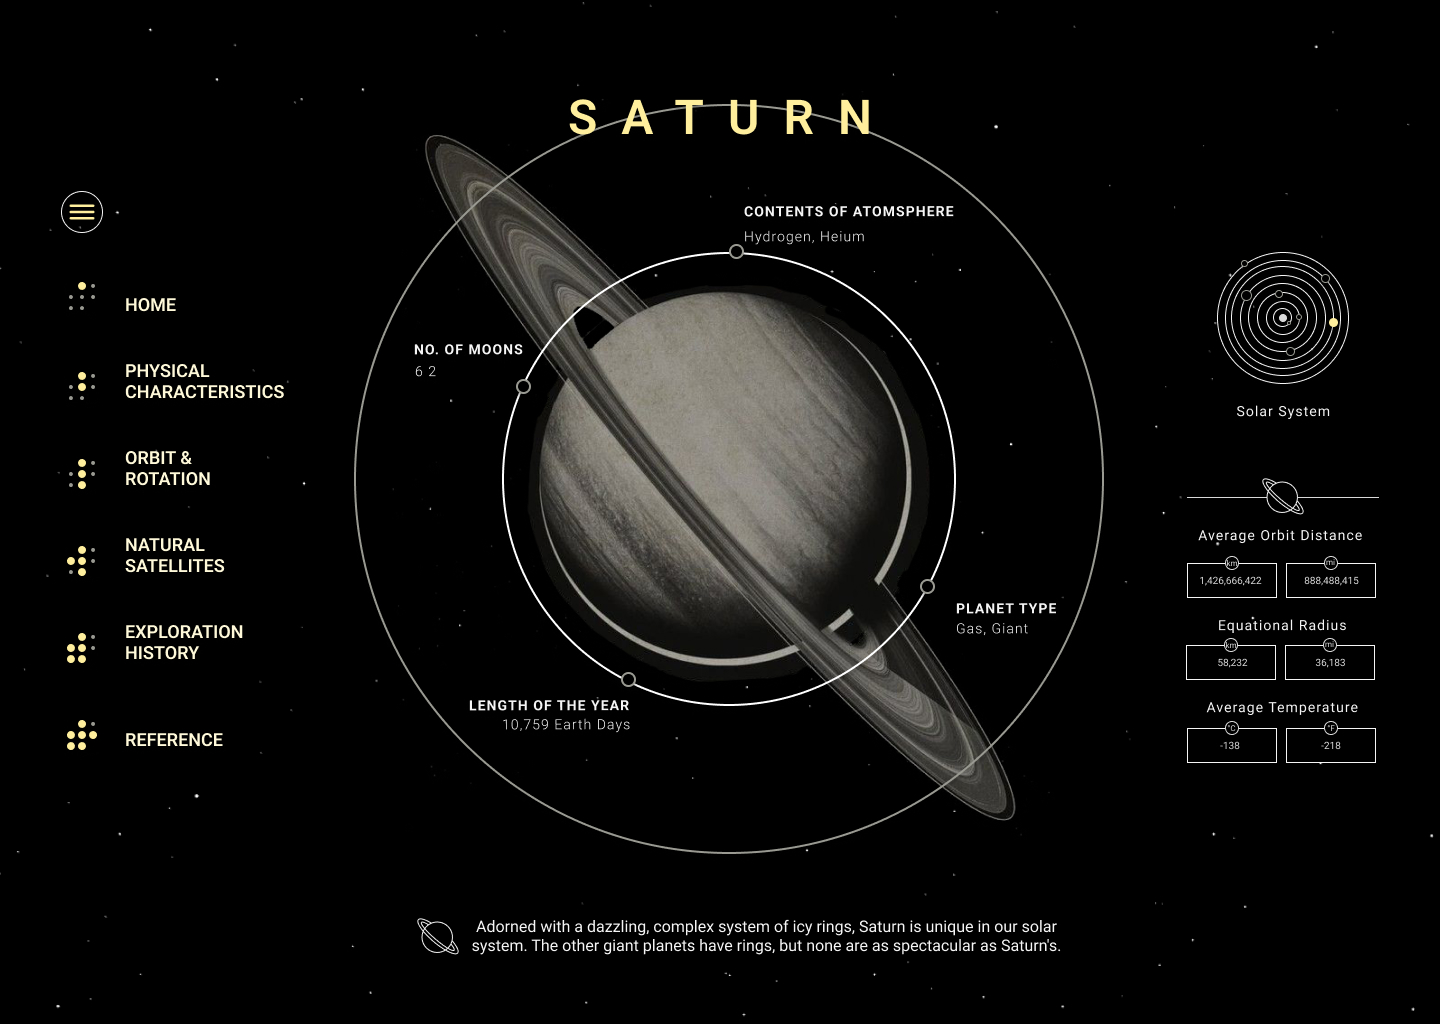 SATURN
CONTENTS OF ATOMSPHERE
Hydrogen, Heium
NO. OF MOONS
6 2
PLANET TYPE
Gas, Giant
LENGTH OF THE YEAR
10,759 Earth Days
HOME
PHYSICAL
CHARACTERISTICS
ORBIT &
ROTATION
NATURAL
SATELLITES
EXPLORATION
HISTORY
REFERENCE
Solar System
Average Orbit Distance
km mi
1,426,666,422 888,488,415
Equational Radius
km mi
58,232 36,183
Average Temperature
°C °F
-138 -218
Adorned with a dazzling, complex system of icy rings, Saturn is unique in our solar
system. The other giant planets have rings, but none are as spectacular as Saturn's.